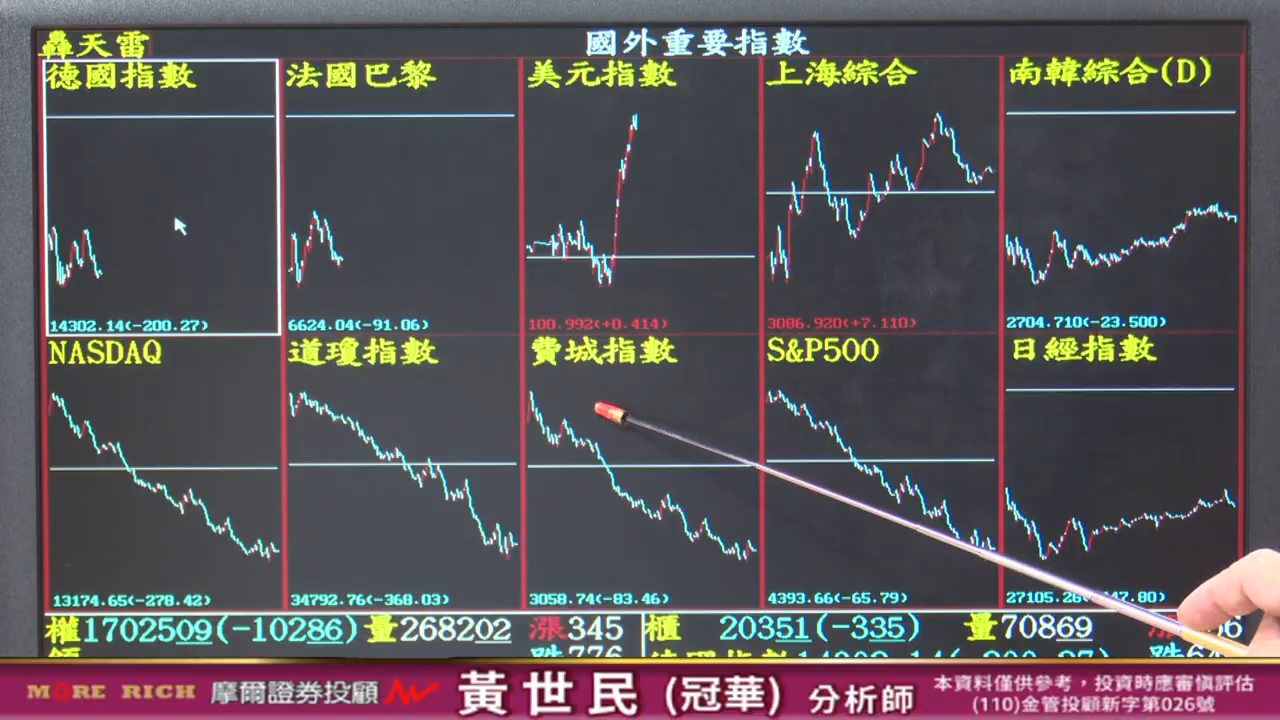 轟天雷 國外重要指數
德國指數 法國巴黎 美元指數 上海綜合 南韓綜合(D)
14302.14(-200.27) 6624.04(-91.06) 100.992(+0.414) 3086.920(+7.110) 2704.710(-23.500)
NASDAQ 道瓊指數 費城指數 S&P500 日經指數
13174.65(-278.42) 34792.76(-368.03) 3058.74(-83.46) 4393.66(-65.79) 27105.26 47.80)
權1702509(-10286)量268202 漲345 櫃 20351(-335) 量70869
跌776
MORE RICH 摩爾證券投顧 黃世民(冠華)分析師
本資料僅供參考，投資時應審慎評估
(110)金管投顧新字第026號